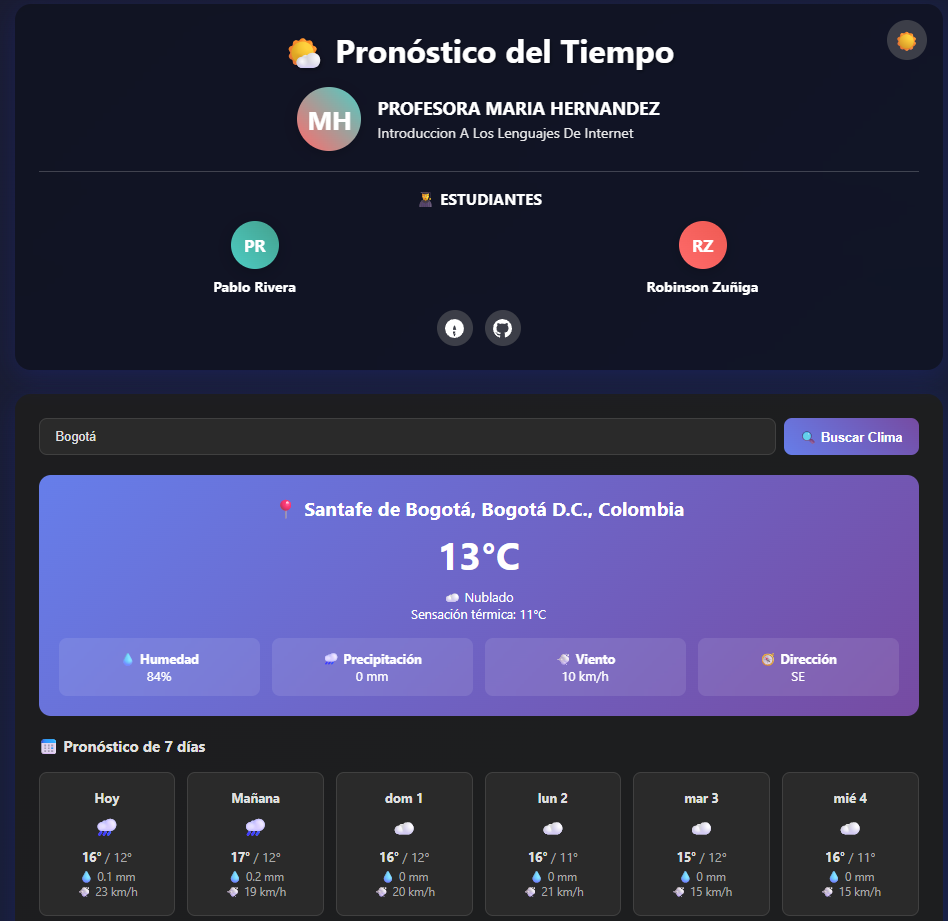 Pronóstico del Tiempo
MH
PROFESORA MARIA HERNANDEZ
Introduccion A Los Lenguajes De Internet
ESTUDIANTES
PR
RZ
Pablo Rivera
Robinson Zuñiga
Bogotá
Buscar Clima
Santafe de Bogotá, Bogotá D.C., Colombia
13°C
Nublado
Sensación térmica: 11°C
Humedad
84%
Precipitación
0 mm
Viento
10 km/h
Dirección
SE
Pronóstico de 7 días
Hoy
16° / 12°
0.1 mm
23 km/h
Mañana
17° / 12°
0.2 mm
19 km/h
dom 1
16° / 12°
0 mm
20 km/h
lun 2
16° / 11°
0 mm
21 km/h
mar 3
15° / 12°
0 mm
15 km/h
mié 4
16° / 11°
0 mm
15 km/h